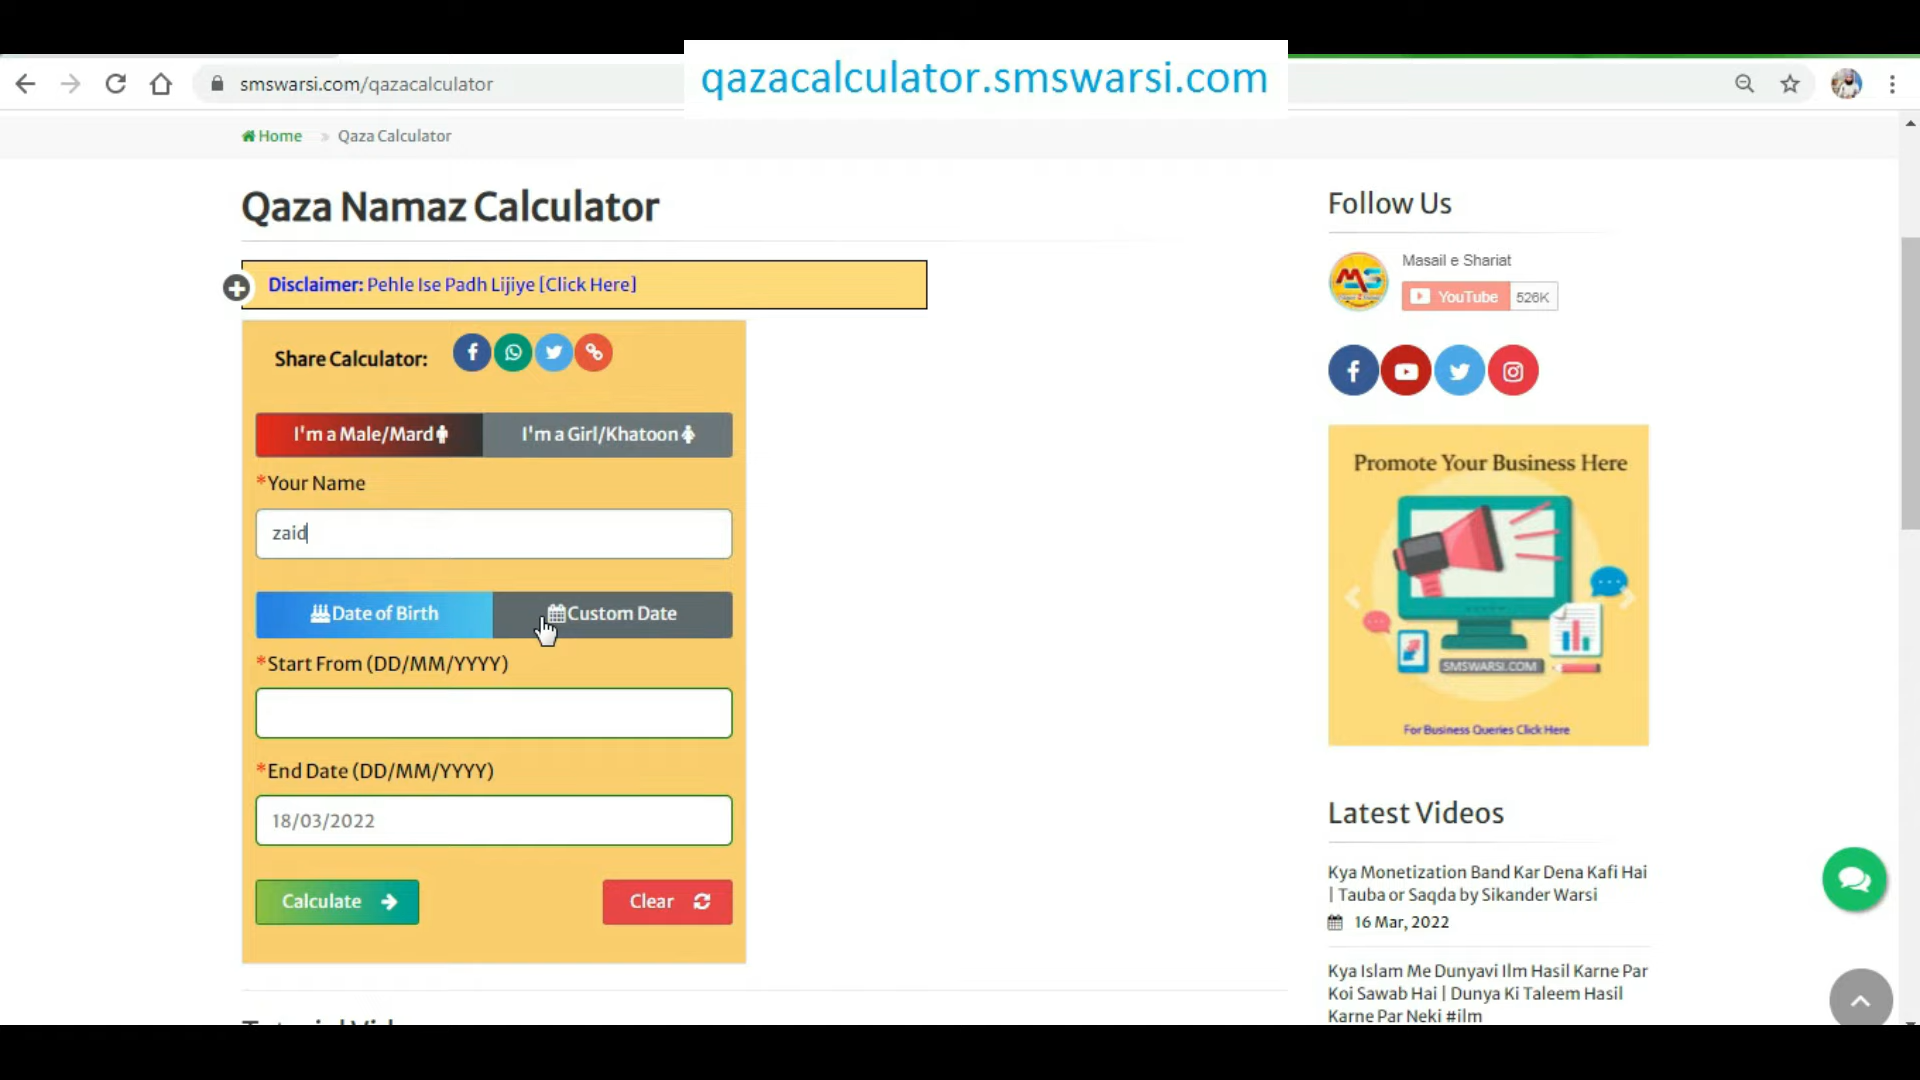 qazacalculator.smswarsi.com
smswarsi.com/qazacalculator
Home » Qaza Calculator
Qaza Namaz Calculator
Disclaimer: Pehle Ise Padh Lijiye [Click Here]
Share Calculator:
I'm a Male/Mard
I'm a Girl/Khatoon
*Your Name
zaid
Date of Birth
Custom Date
*Start From (DD/MM/YYYY)
*End Date (DD/MM/YYYY)
18/03/2022
Calculate
Clear
Follow Us
Masail e Shariat
YouTube 526K
Promote Your Business Here
SMSWARSI.COM
For Business Queries Click Here
Latest Videos
Kya Monetization Band Kar Dena Kafi Hai
| Tauba or Saqda by Sikander Warsi
16 Mar, 2022
Kya Islam Me Dunyavi Ilm Hasil Karne Par
Koi Sawab Hai | Dunya Ki Taleem Hasil
Karne Par Neki #ilm